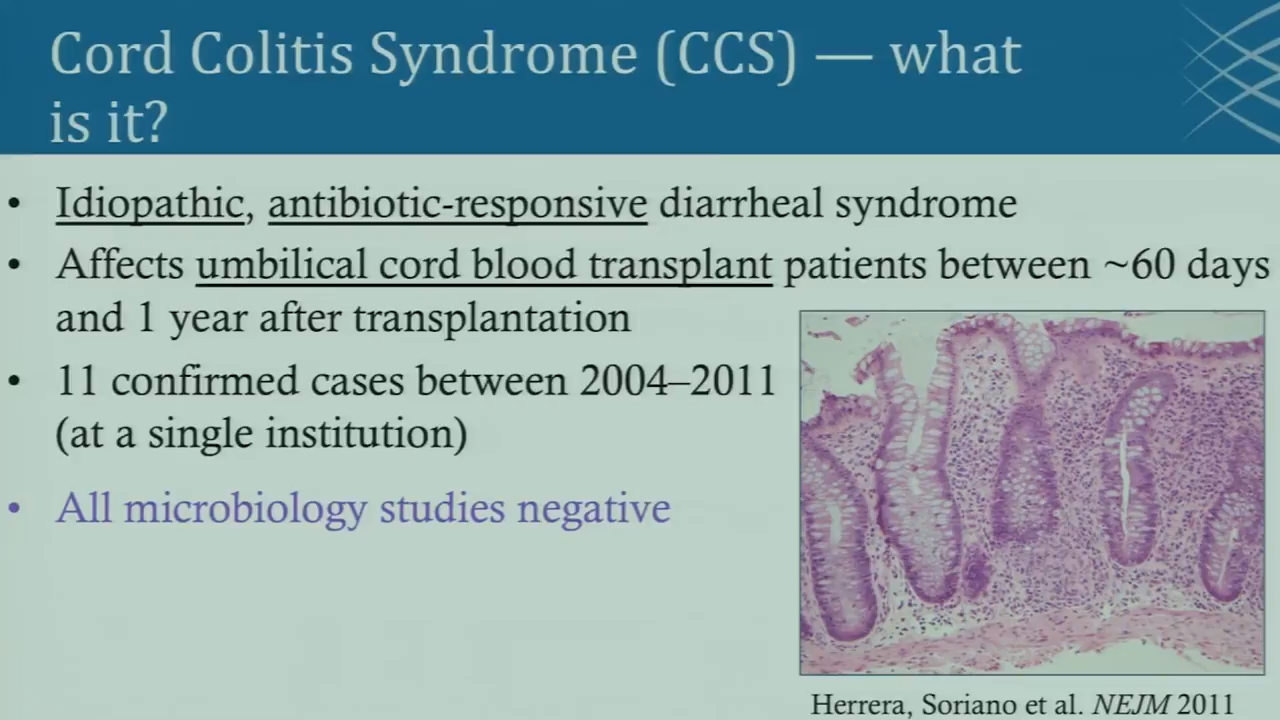 Cord Colitis Syndrome (CCS) — what
is it?
• Idiopathic, antibiotic-responsive diarrheal syndrome
• Affects umbilical cord blood transplant patients between ~60 days
and 1 year after transplantation
• 11 confirmed cases between 2004–2011
(at a single institution)
• All microbiology studies negative
Herrera, Soriano et al. NEJM 2011